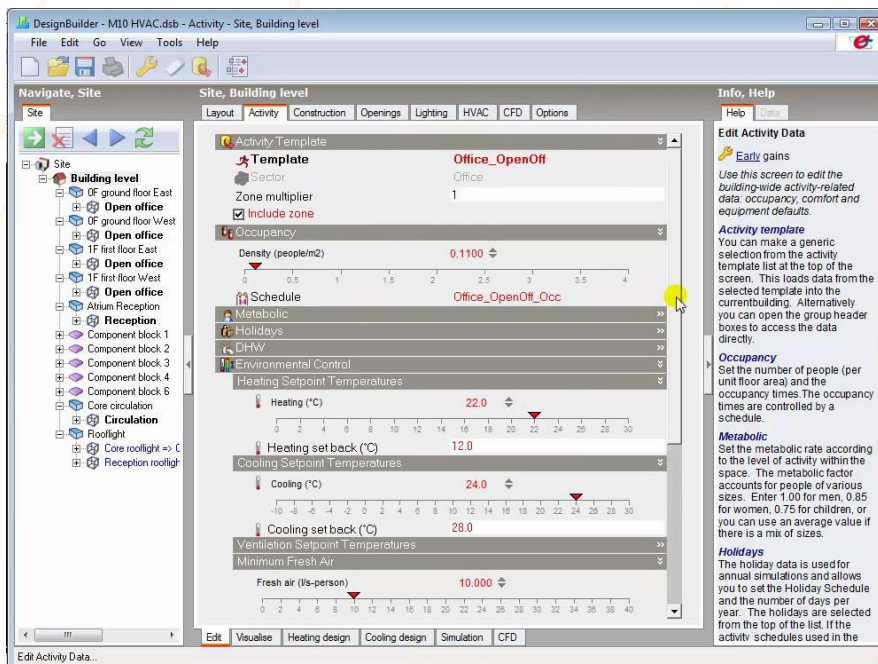 DesignBuilder - M10 HVAC.dsb - Activity - Site, Building level
File Edit Go View Tools Help
Navigate, Site
Site
Site
Building level
0F ground floor East
Open office
0F ground floor West
Open office
1F first floor East
Open office
1F first floor West
Open office
Atrium Reception
Reception
Component block 1
Component block 2
Component block 3
Component block 4
Component block 6
Core circulation
Circulation
Rooflight
Core rooflight => C
Reception rooflight
Site, Building level
Layout Activity Construction Openings Lighting HVAC CFD Options
Activity Template
Template Office_OpenOff
Sector Office
Zone multiplier 1
Include zone
Occupancy
Density (people/m2) 0.1100
0 0.5 1 1.5 2 2.5 3 3.5 4
Schedule Office_OpenOff_Occ
Metabolic
Holidays
DHW
Environmental Control
Heating Setpoint Temperatures
Heating (°C) 22.0
0 2 4 6 8 10 12 14 16 18 20 22 24 26 28 30
Heating set back (°C) 12.0
Cooling Setpoint Temperatures
Cooling (°C) 24.0
-10 -8 -6 -4 -2 0 2 4 6 8 10 12 14 16 18 20 22 24 26 28 30
Cooling set back (°C) 28.0
Ventilation Setpoint Temperatures
Minimum Fresh Air
Fresh air (l/s-person) 10.000
0 2 4 6 8 10 12 14 16 18 20 22 24 26 28 30 32 34 36 38 40
Edit Visualise Heating design Cooling design Simulation CFD
Info, Help
Help Data
Edit Activity Data
Early gains
Use this screen to edit the
building-wide activity-related
data: occupancy, comfort and
equipment defaults.
Activity template
You can make a generic
selection from the activity
template list at the top of the
screen. This loads data from the
selected template into the
currentbuilding. Alternatively
you can open the group header
boxes to access the data
directly.
Occupancy
Set the number of people (per
unit floor area) and the
occupancy times.The occupancy
times are controlled by a
schedule.
Metabolic
Set the metabolic rate according
to the level of activity within the
space. The metabolic factor
accounts for people of various
sizes. Enter 1.00 for men, 0.85
for women, 0.75 for children, or
you can use an average value if
there is a mix of sizes.
Holidays
The holiday data is used for
annual simulations and allows
you to set the Holiday Schedule
and the number of days per
year. The holidays are selected
from the top of the list. If the
activity schedules used in the
Edit Activity Data...